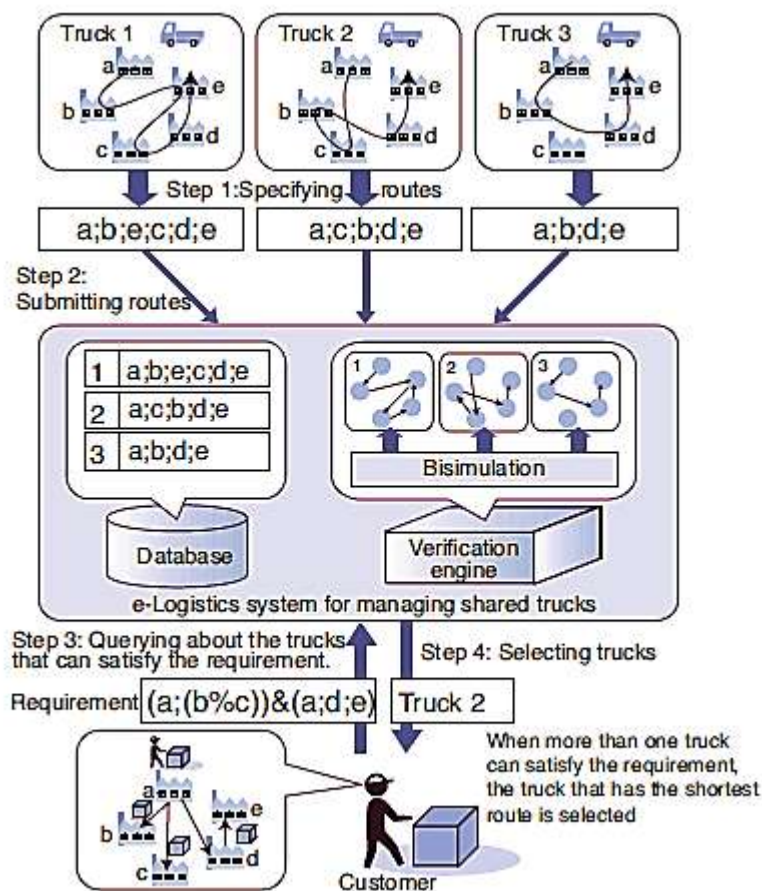 Truck 1
a
b
c
d
e
Truck 2
a
b
c
d
e
Truck 3
a
b
c
d
e
Step 1:Specifying routes
a;b;e;c;d;e
a;c;b;d;e
a;b;d;e
Step 2:
Submitting routes
1 a;b;e;c;d;e
2 a;c;b;d;e
3 a;b;d;e
Database
1
2
3
Bisimulation
Verification
engine
e-Logistics system for managing shared trucks
Step 3: Querying about the trucks
that can satisfy the requirement.
Step 4: Selecting trucks
Requirement (a;(b%c))&(a;d;e)
Truck 2
When more than one truck
can satisfy the requirement,
the truck that has the shortest
route is selected
a
b
c
d
e
Customer